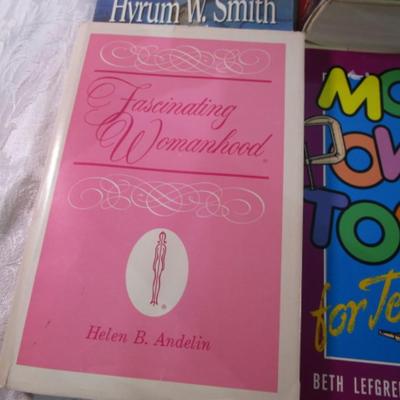 Hyrum W. Smith
Fascinating
Womanhood®
®
Helen B. Andelin
for Te
BETH LEFGRE